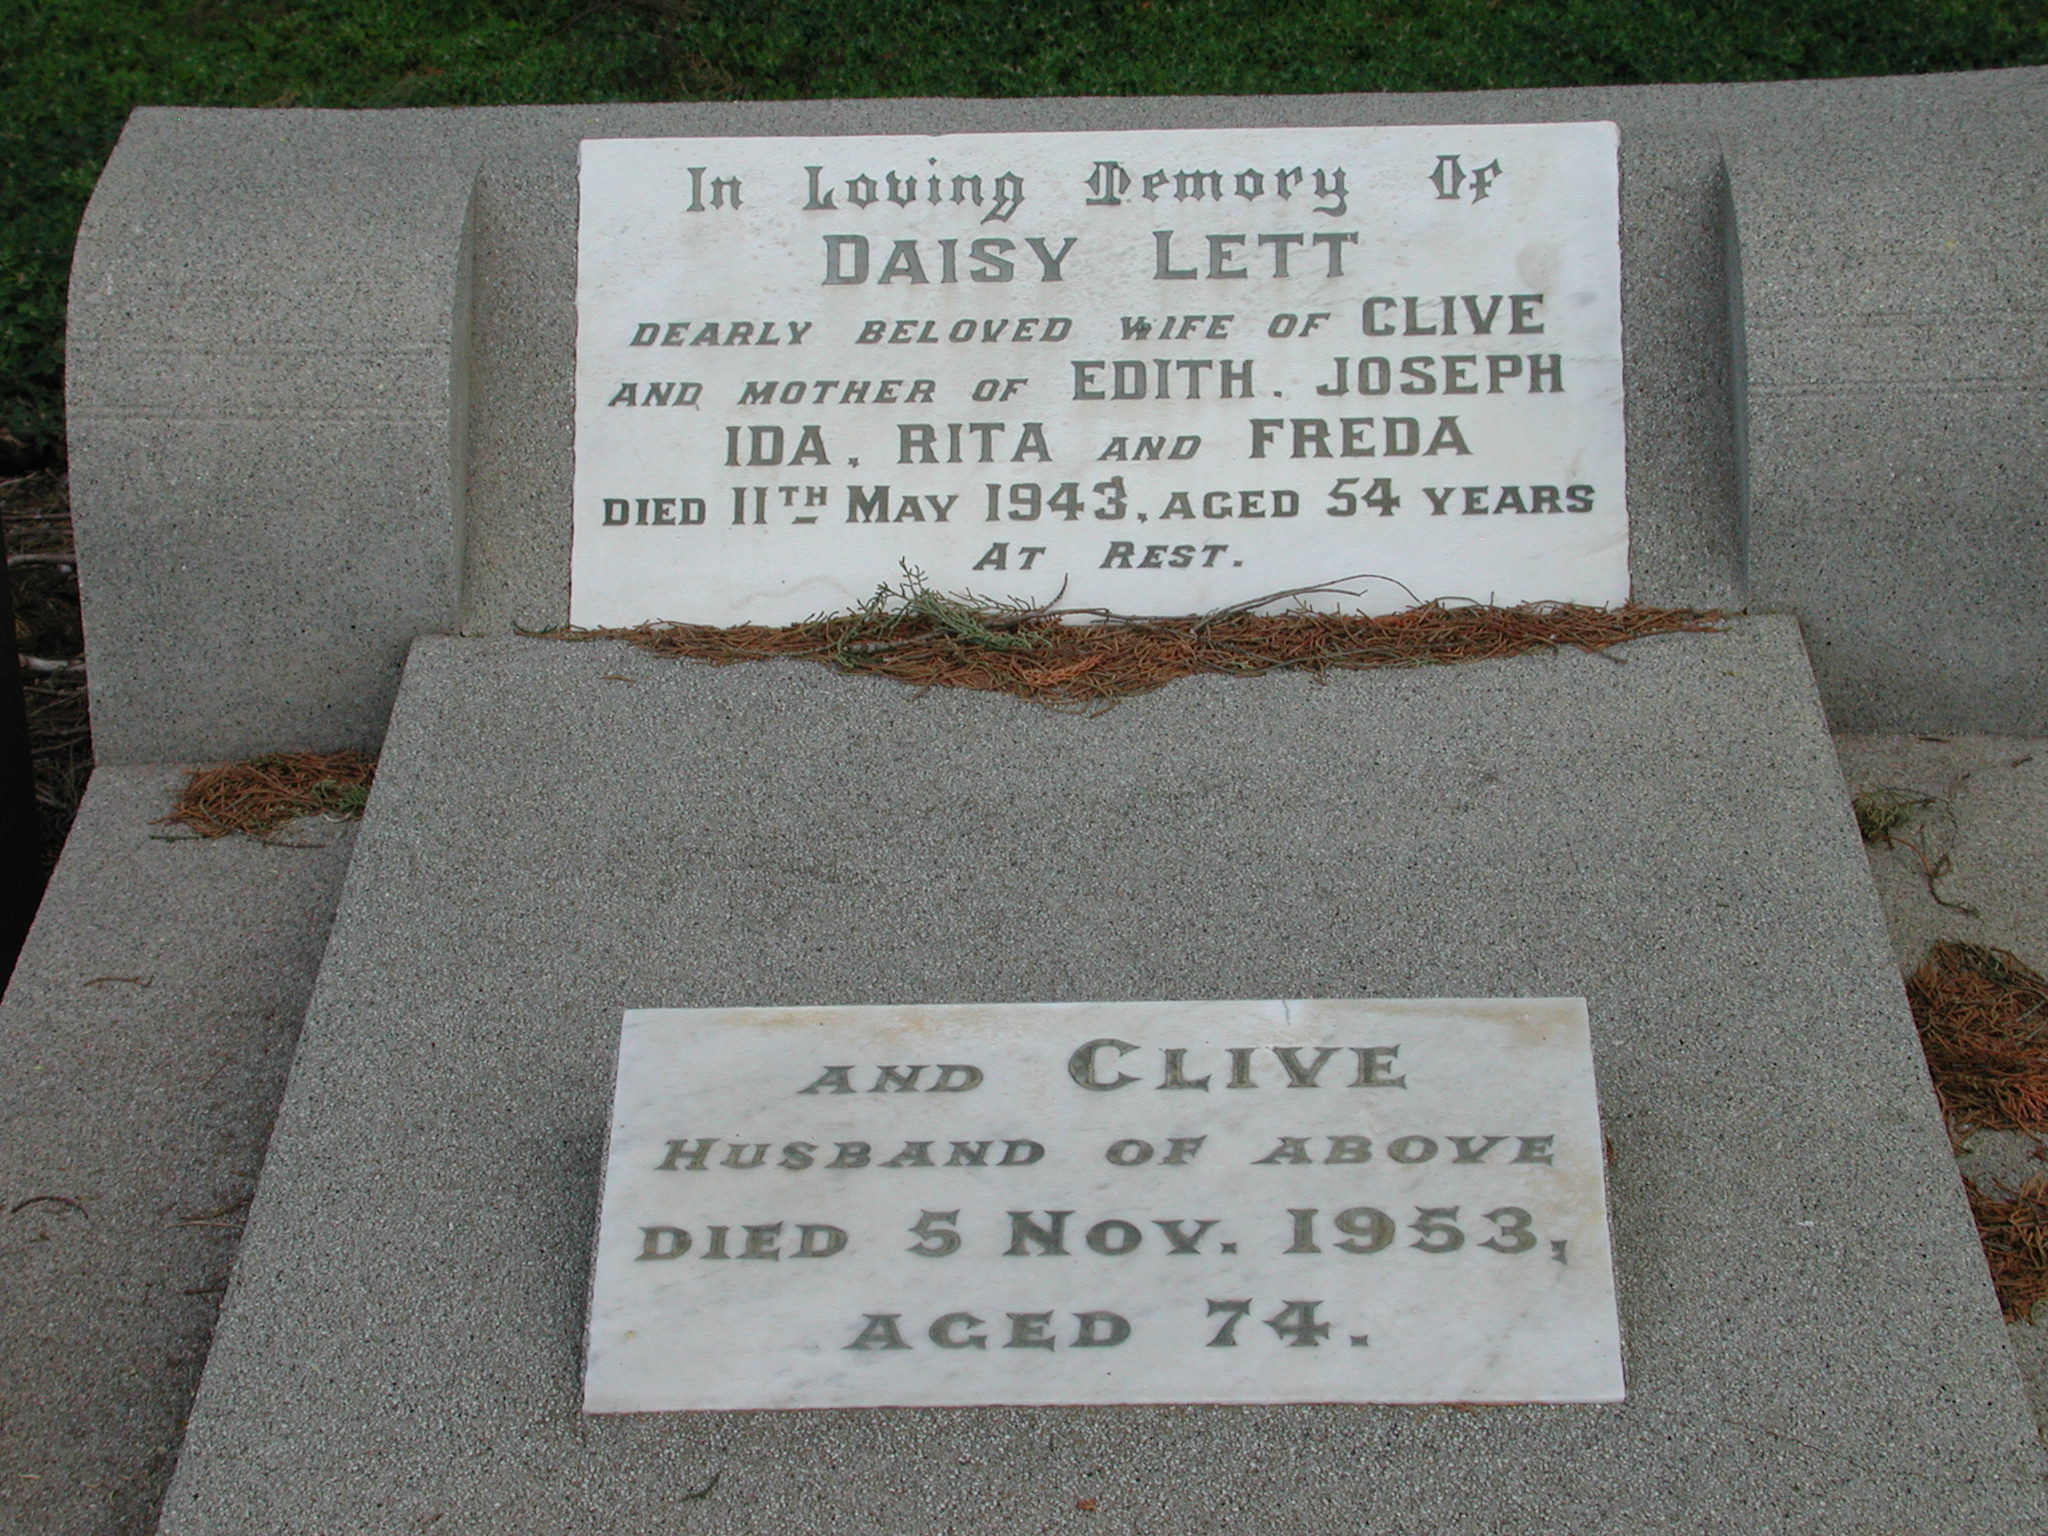 In Loving Memory Of
DAISY LETT
DEARLY BELOVED WIFE OF CLIVE
AND MOTHER OF EDITH. JOSEPH
IDA, RITA AND FREDA
DIED 11TH MAY 1943, AGED 54 YEARS
AT REST.
AND CLIVE
HUSBAND OF ABOVE
DIED 5 NOV. 1953,
AGED 74.